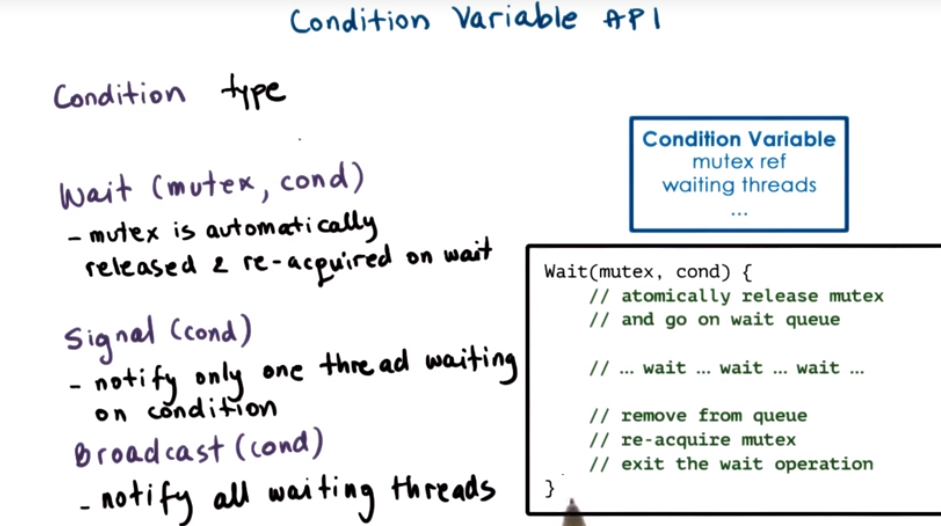 Condition Variable API
Condition type
Wait (mutex, cond)
- mutex is automatically
released & re-acquired on wait
Signal (cond)
- notify only one thread waiting
on condition
Broadcast (cond)
- notify all waiting threads
Condition Variable
mutex ref
waiting threads
...
Wait(mutex, cond) {
// atomically release mutex
// and go on wait queue
// ... wait ... wait ... wait ...
// remove from queue
// re-acquire mutex
// exit the wait operation
}